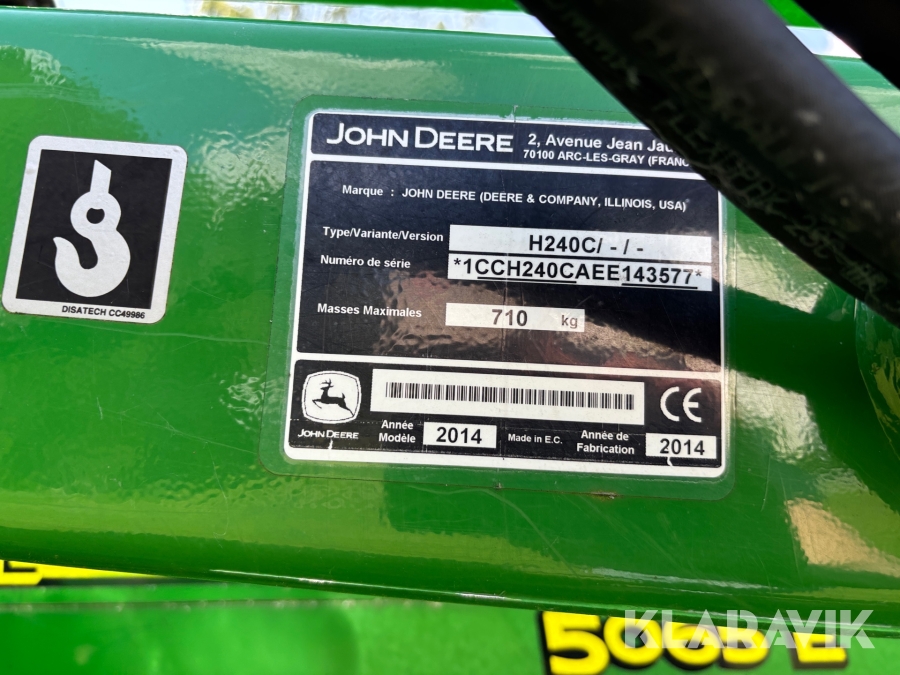 JOHN DEERE
2, Avenue Jean
70100 ARC-LES-GRAY
Marque : JOHN DEERE (DEERE & COMPANY, ILLINOIS, USA)
Type/Variante/Version H240C/ - / -
Numéro de série *1CCH240CAEE143577*
Masses Maximales 710 kg
JOHN DEERE
Année Modèle 2014
Made in E.C.
Année de Fabrication 2014
CE
DISATECH CC49986
KLARAVIK